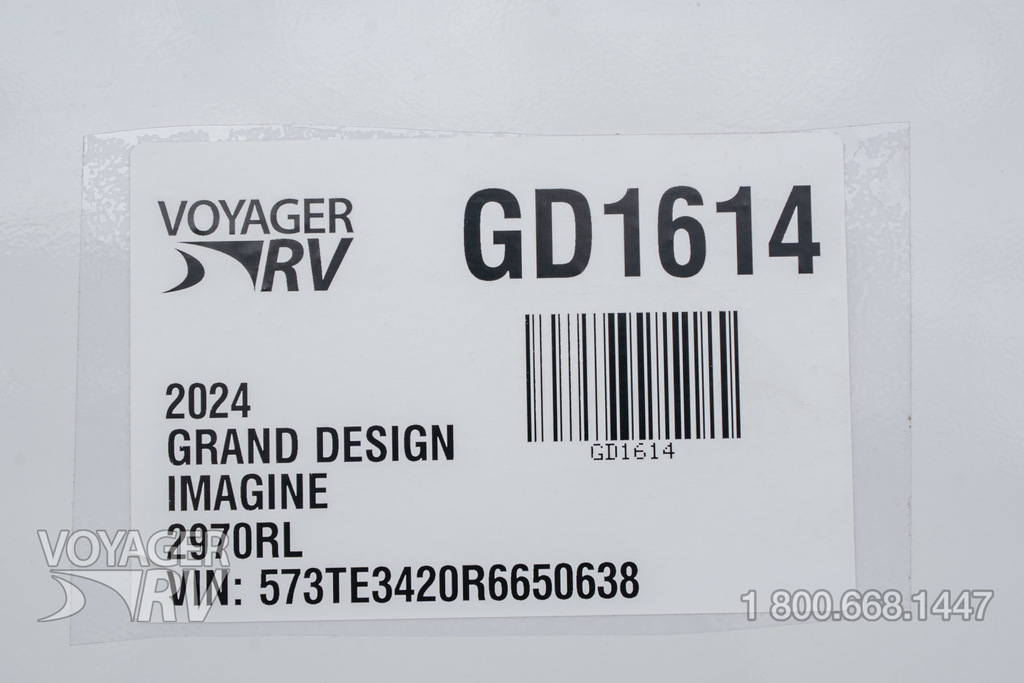 VOYAGER
RV
GD1614
GD1614
2024
GRAND DESIGN
IMAGINE
2970RL
VIN: 573TE3420R6650638
VOYAGER
RV
1 800.668.1447